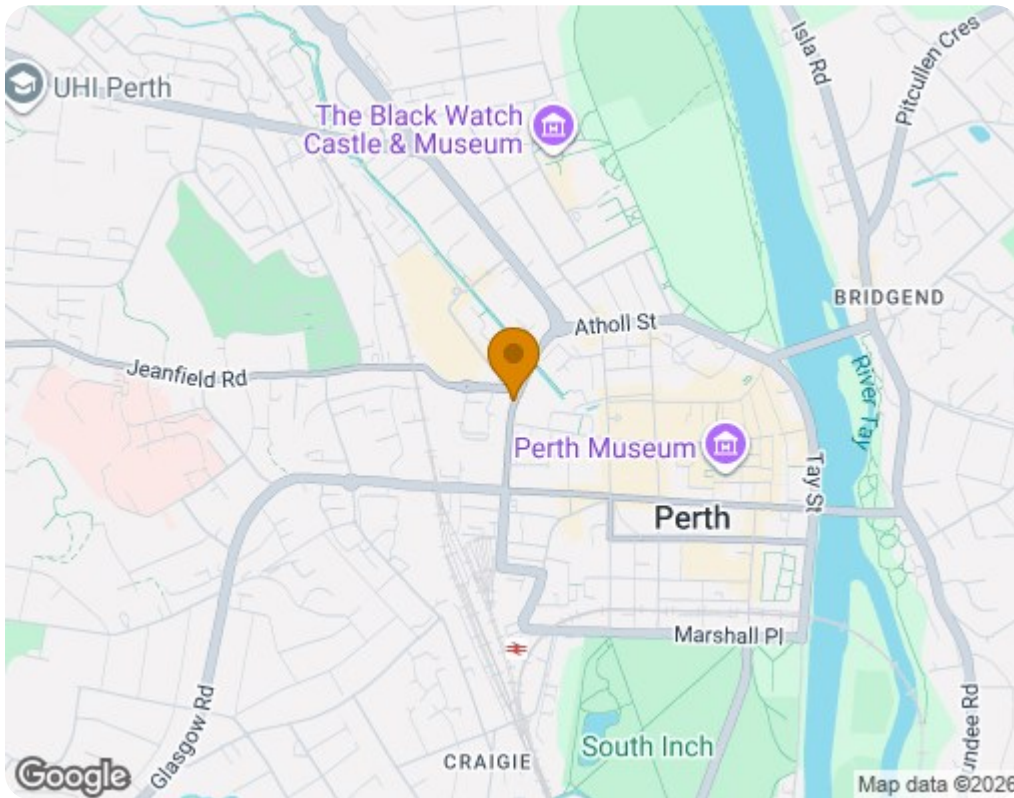 Isla Rd
Pitcullen Cres
UHI Perth
The Black Watch
Castle & Museum
BRIDGEND
Atholl St
Jeanfield Rd
River Tay
Perth Museum
Tay St
Perth
Marshall Pl
Glasgow Rd
undee Rd
South Inch
CRAIGIE
Google
Map data ©2026